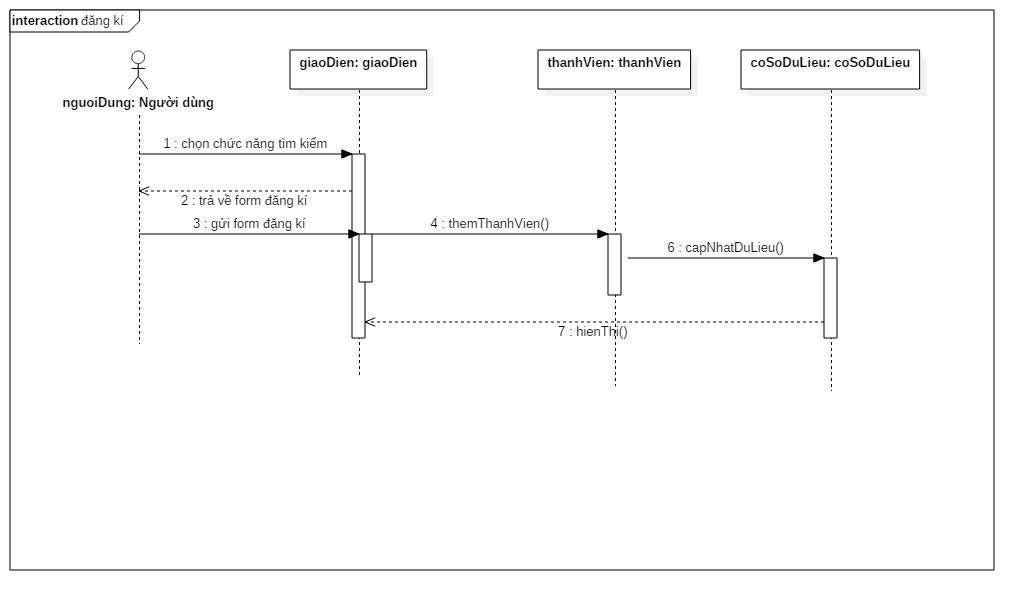 interaction đăng kí
giaoDien: giaoDien
thanhVien: thanhVien
coSoDuLieu: coSoDuLieu
nguoiDung: Người dùng
1 : chọn chức năng tìm kiếm
2 : trả về form đăng kí
3 : gửi form đăng kí
4 : themThanhVien()
6 : capNhatDuLieu()
7 : hienThi()